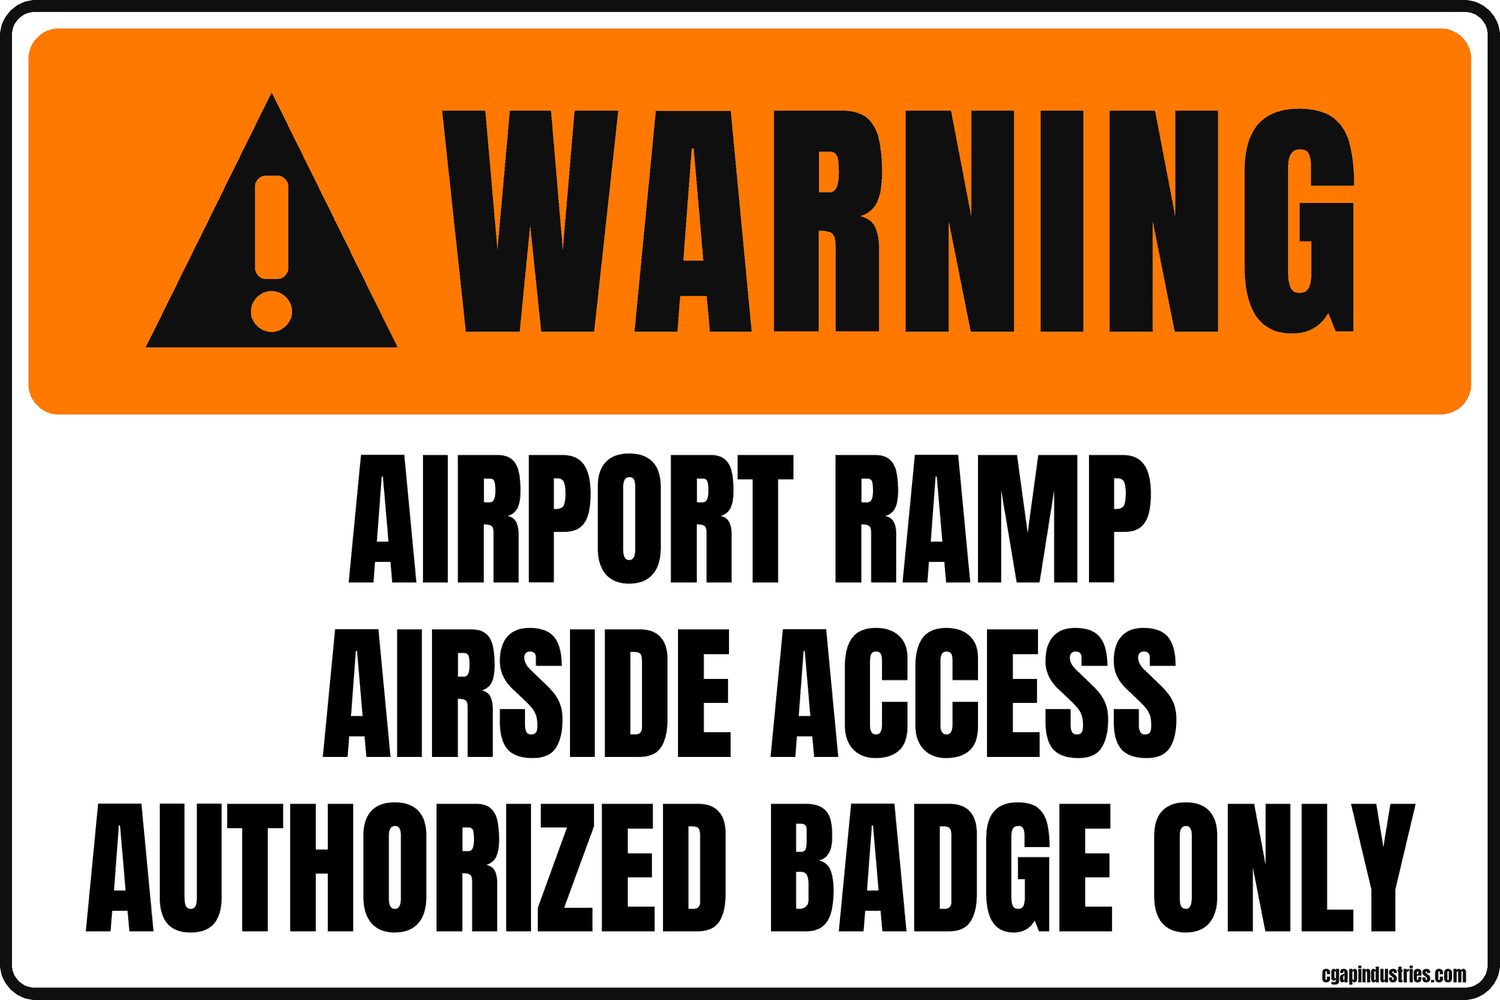 WARNING
AIRPORT RAMP
AIRSIDE ACCESS
AUTHORIZED BADGE ONLY
cgapindustries.com